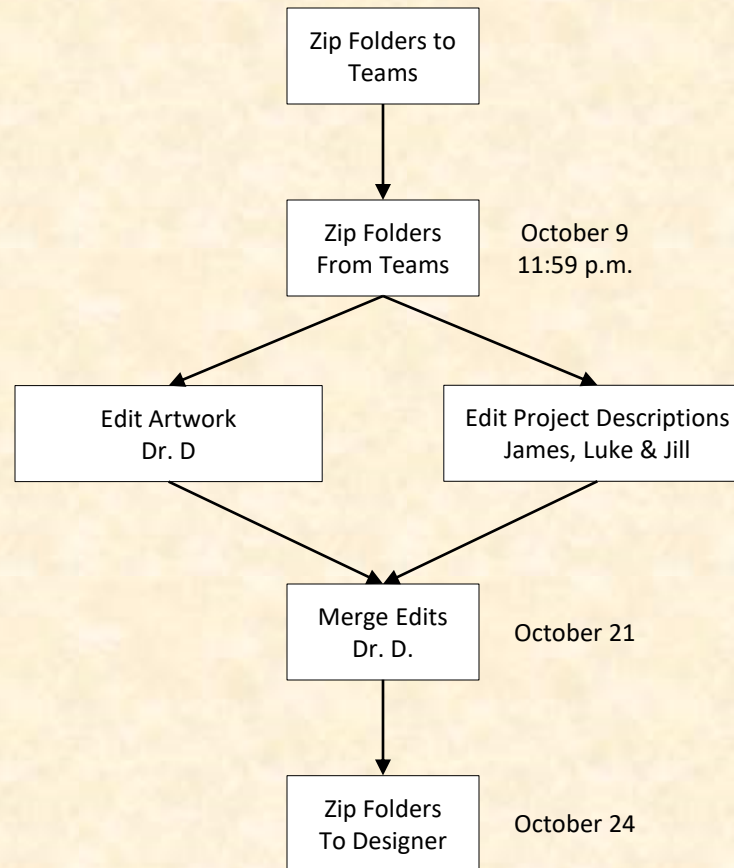 Zip Folders to
Teams
Zip Folders
From Teams
October 9
11:59 p.m.
Edit Artwork
Dr. D
Edit Project Descriptions
James, Luke & Jill
Merge Edits
Dr. D.
October 21
Zip Folders
To Designer
October 24